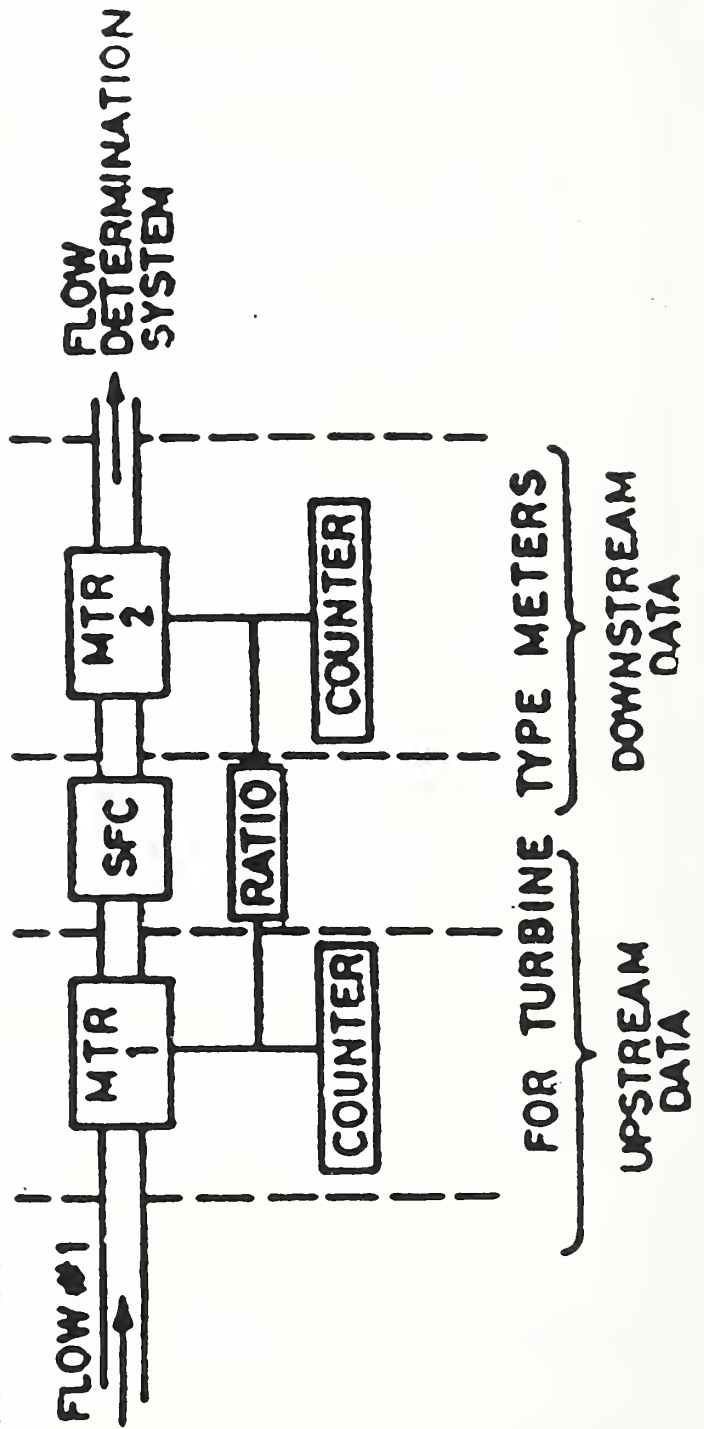 FLOW #1
MTR
1
SFC
MTR
2
FLOW
DETERMINATION
SYSTEM
COUNTER
RATIO
COUNTER
FOR TURBINE TYPE METERS
UPSTREAM
DATA
DOWNSTREAM
DATA